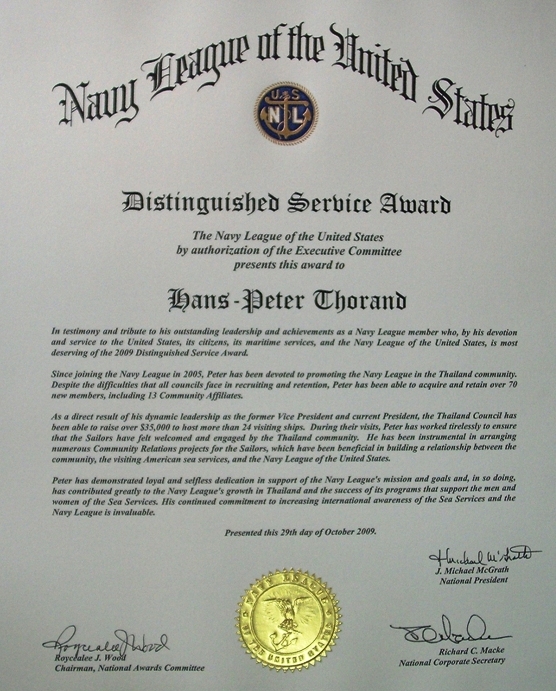 Navy League of the United States
U S
N L
Distinguished Service Award
The Navy League of the United States
by authorization of the Executive Committee
presents this award to
Hans-Peter Thorand
In testimony and tribute to his outstanding leadership and achievements as a Navy League member who, by his devotion
and service to the United States, its citizens, its maritime services, and the Navy League of the United States, is most
deserving of the 2009 Distinguished Service Award.
Since joining the Navy League in 2005, Peter has been devoted to promoting the Navy League in the Thailand community.
Despite the difficulties that all councils face in recruiting and retention, Peter has been able to acquire and retain over 70
new members, including 13 Community Affiliates.
As a direct result of his dynamic leadership as the former Vice President and current President, the Thailand Council has
been able to raise over $35,000 to host more than 24 visiting ships. During their visits, Peter has worked tirelessly to ensure
that the Sailors have felt welcomed and engaged by the Thailand community. He has been instrumental in arranging
numerous Community Relations projects for the Sailors, which have been beneficial in building a relationship between the
community, the visiting American sea services, and the Navy League of the United States.
Peter has demonstrated loyal and selfless dedication in support of the Navy League's mission and goals and, in so doing,
has contributed greatly to the Navy League's growth in Thailand and the success of its programs that support the men and
women of the Sea Services. His continued commitment to increasing international awareness of the Sea Services and the
Navy League is invaluable.
Presented this 29th day of October 2009.
J. Michael McGrath
National President
NAVY LEAGUE
UNITED STATES
Roycealee J Wood
Roycealee J. Wood
Chairman, National Awards Committee
Richard C. Macke
National Corporate Secretary